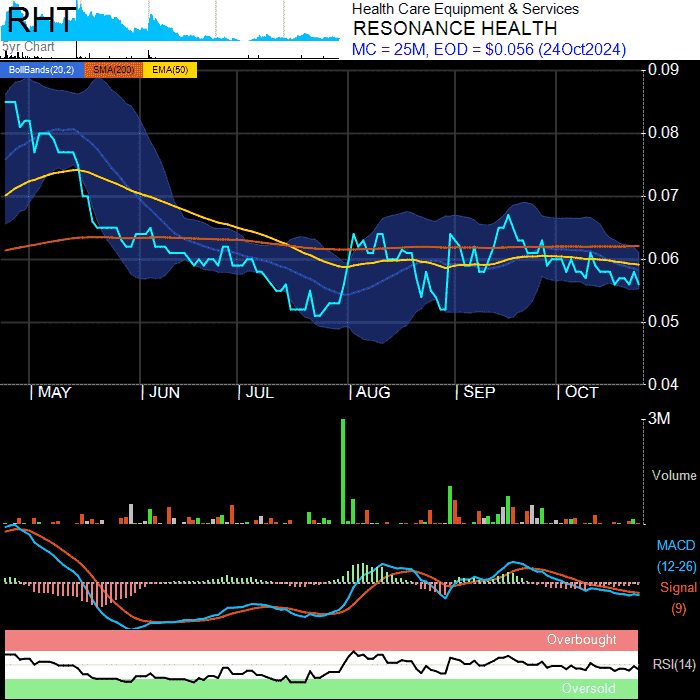 RHT
5yr Chart
Health Care Equipment & Services
RESONANCE HEALTH
MC = 25M, EOD = $0.056 (24Oct2024)
BollBands(20,2) SMA(200) EMA(50)
0.09
0.08
0.07
0.06
0.05
0.04
MAY JUN JUL AUG SEP OCT
3M
Volume
MACD
(12-26)
Signal
(9)
Overbought
RSI(14)
Oversold